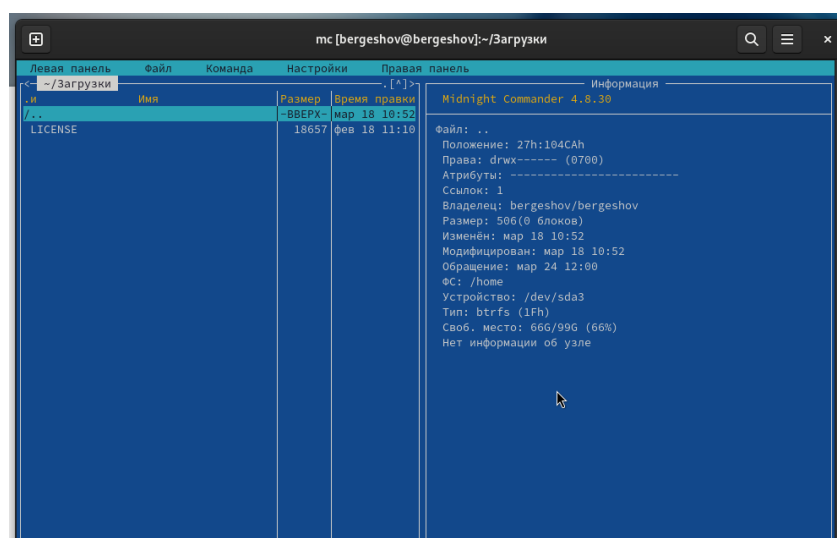 mc [bergeshov@bergeshov]:~/Загрузки
Левая панель Файл Команда Настройки Правая панель
<- ~/Загрузки .[^]>
.и Имя Размер Время правки
/.. -ВВЕРХ- мар 18 10:52
LICENSE 18657 фев 18 11:10
Информация
Midnight Commander 4.8.30
Файл: ..
Положение: 27h:104CAh
Права: drwx------ (0700)
Атрибуты: -------------------------
Ссылок: 1
Владелец: bergeshov/bergeshov
Размер: 506(0 блоков)
Изменён: мар 18 10:52
Модифицирован: мар 18 10:52
Обращение: мар 24 12:00
ФС: /home
Устройство: /dev/sda3
Тип: btrfs (1Fh)
Своб. место: 66G/99G (66%)
Нет информации об узле